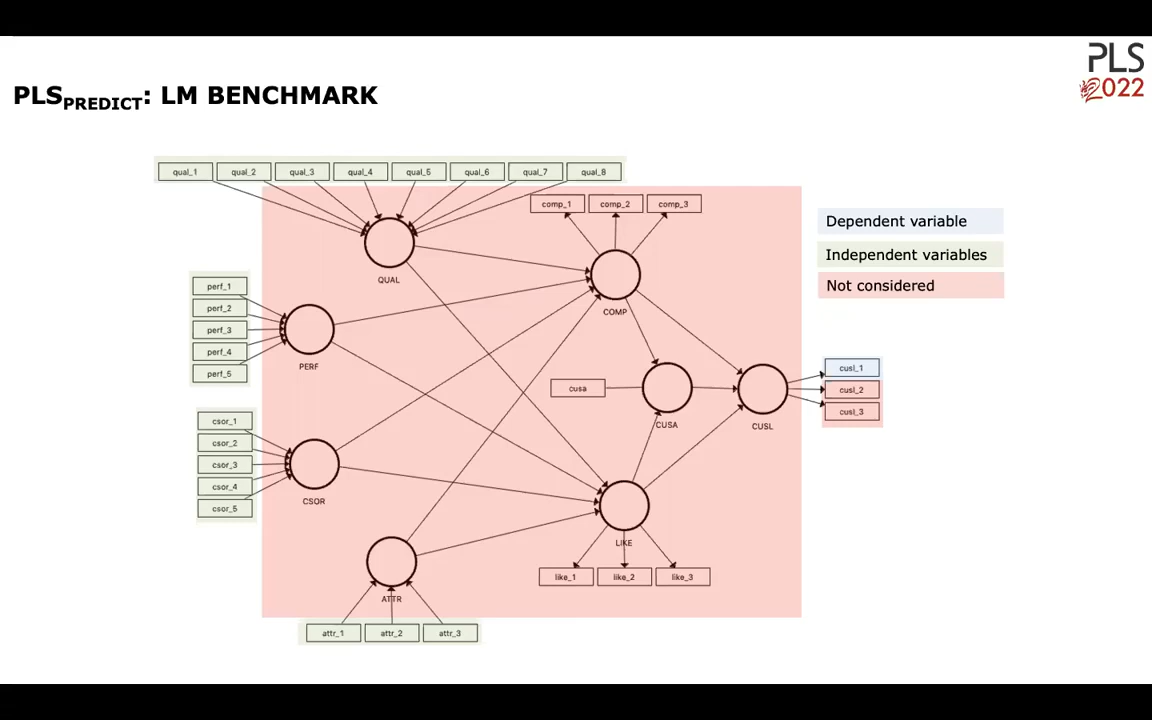 PLS
2022
PLSPREDICT: LM BENCHMARK
qual_1 qual_2 qual_3 qual_4 qual_5 qual_6 qual_7 qual_8
comp_1 comp_2 comp_3
Dependent variable
Independent variables
Not considered
QUAL
COMP
perf_1
perf_2
perf_3
perf_4
perf_5
PERF
cusa
CUSA
CUSL
cusl_1
cusl_2
cusl_3
csor_1
csor_2
csor_3
csor_4
csor_5
CSOR
LIKE
like_1 like_2 like_3
ATTR
attr_1 attr_2 attr_3